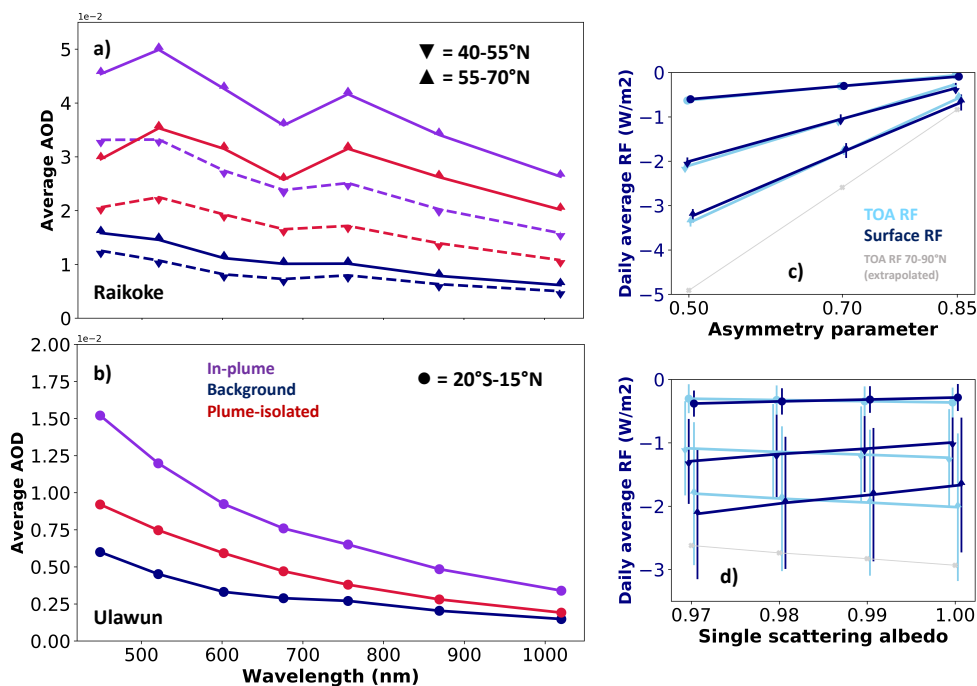 1e−2
a)
▼ = 40-55°N
▲ = 55-70°N
5
4
3
2
1
0
Average AOD
Raikoke
1e−2
b)
In-plume
Background
Plume-isolated
● = 20°S-15°N
2.00
1.75
1.50
1.25
1.00
0.75
0.50
0.25
0.00
Average AOD
Ulawun
500
600
700
800
900
1000
Wavelength (nm)
0
−1
−2
−3
−4
−5
Daily average RF (W/m2)
TOA RF
Surface RF
TOA RF 70-90°N
(extrapolated)
c)
0.50
0.70
0.85
Asymmetry parameter
0
−1
−2
−3
Daily average RF (W/m2)
d)
0.97
0.98
0.99
1.00
Single scattering albedo